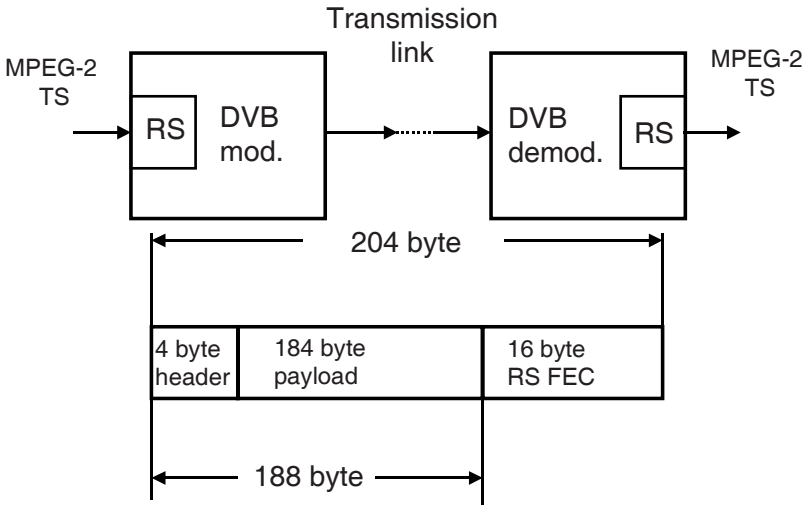 Transmission
link
MPEG-2
TS
RS
DVB
mod.
DVB
demod.
RS
MPEG-2
TS
204 byte
4 byte
header
184 byte
payload
16 byte
RS FEC
188 byte